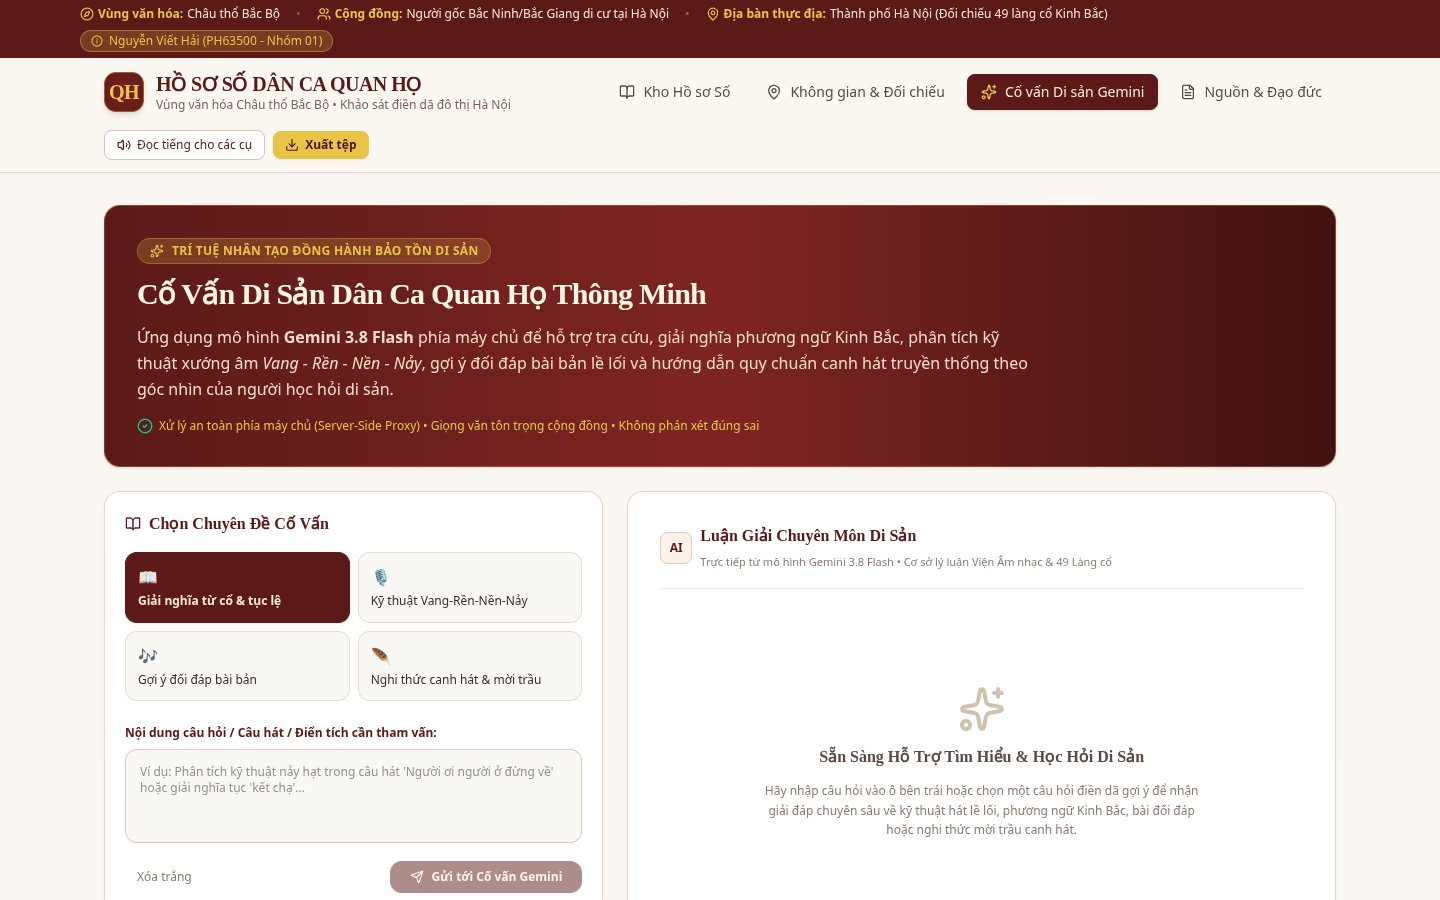 Vùng văn hóa: Châu thổ Bắc Bộ • Cộng đồng: Người gốc Bắc Ninh/Bắc Giang di cư tại Hà Nội • Địa bàn thực địa: Thành phố Hà Nội (Đối chiếu 49 làng cổ Kinh Bắc)
Nguyễn Viết Hải (PH63500 - Nhóm 01)
QH
HỒ SƠ SỐ DÂN CA QUAN HỌ
Vùng văn hóa Châu thổ Bắc Bộ • Khảo sát điền dã đô thị Hà Nội
Kho Hồ sơ Số
Không gian & Đối chiếu
Cố vấn Di sản Gemini
Nguồn & Đạo đức
Đọc tiếng cho các cụ
Xuất tệp
TRÍ TUỆ NHÂN TẠO ĐỒNG HÀNH BẢO TỒN DI SẢN
Cố Vấn Di Sản Dân Ca Quan Họ Thông Minh
Ứng dụng mô hình Gemini 3.8 Flash phía máy chủ để hỗ trợ tra cứu, giải nghĩa phương ngữ Kinh Bắc, phân tích kỹ
thuật xướng âm Vang - Rền - Nền - Nảy, gợi ý đối đáp bài bản lề lối và hướng dẫn quy chuẩn canh hát truyền thống theo
góc nhìn của người học hỏi di sản.
Xử lý an toàn phía máy chủ (Server-Side Proxy) • Giọng văn tôn trọng cộng đồng • Không phán xét đúng sai
Chọn Chuyên Đề Cố Vấn
Giải nghĩa từ cổ & tục lệ
Kỹ thuật Vang-Rền-Nền-Nảy
Gợi ý đối đáp bài bản
Nghi thức canh hát & mời trầu
Nội dung câu hỏi / Câu hát / Điển tích cần tham vấn:
Ví dụ: Phân tích kỹ thuật nảy hạt trong câu hát 'Người ơi người ở đừng về'
hoặc giải nghĩa tục 'kết chạ'...
Xóa trắng
Gửi tới Cố vấn Gemini
AI
Luận Giải Chuyên Môn Di Sản
Trực tiếp từ mô hình Gemini 3.8 Flash • Cơ sở lý luận Viện Âm nhạc & 49 Làng cổ
Sẵn Sàng Hỗ Trợ Tìm Hiểu & Học Hỏi Di Sản
Hãy nhập câu hỏi vào ô bên trái hoặc chọn một câu hỏi điền dã gợi ý để nhận
giải đáp chuyên sâu về kỹ thuật hát lề lối, phương ngữ Kinh Bắc, bài đối đáp
hoặc nghi thức mời trầu canh hát.